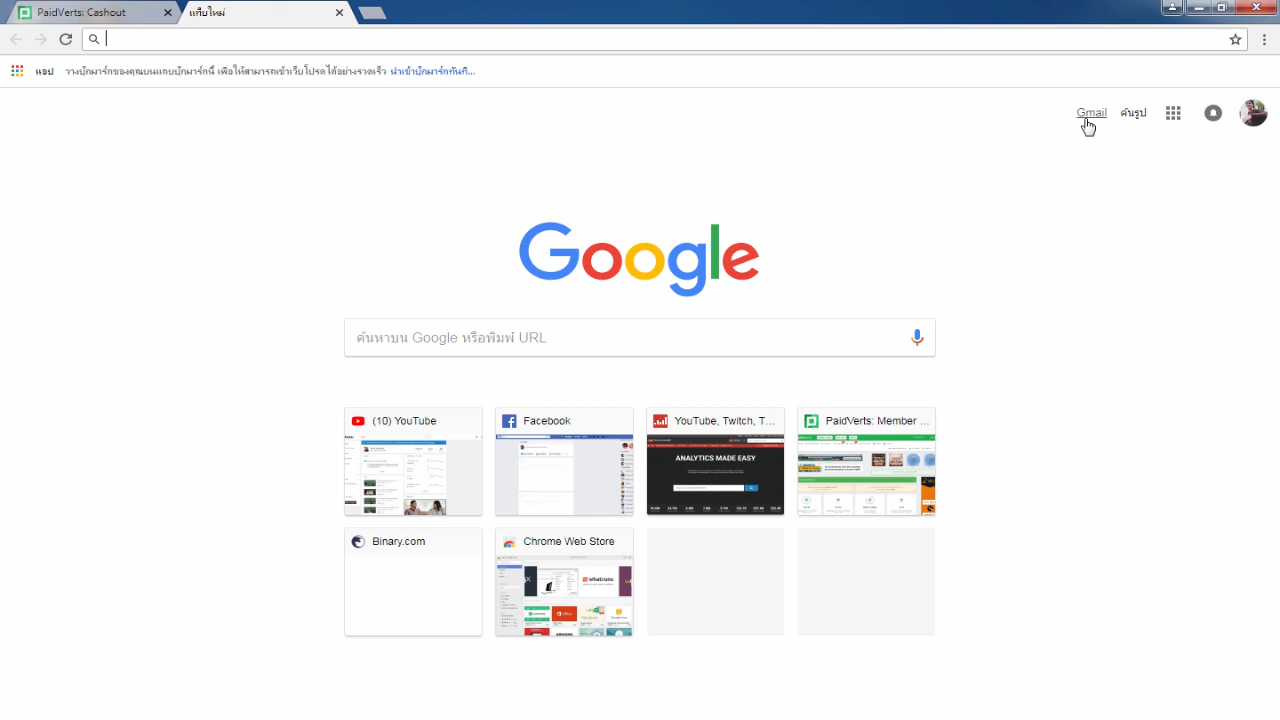 PaidVerts: Cashout
แท็บใหม่
แอป
วางบุ๊กมาร์กของคุณบนแถบบุ๊กมาร์กนี้ เพื่อให้สามารถเข้าเว็บโปรดได้อย่างรวดเร็ว นำเข้าบุ๊กมาร์กทันที...
Gmail
ค้นรูป
Google
ค้นหาบน Google หรือพิมพ์ URL
(10) YouTube
Facebook
YouTube, Twitch, T...
PaidVerts: Member ...
ANALYTICS MADE EASY
Binary.com
Chrome Web Store
whatruns
Office